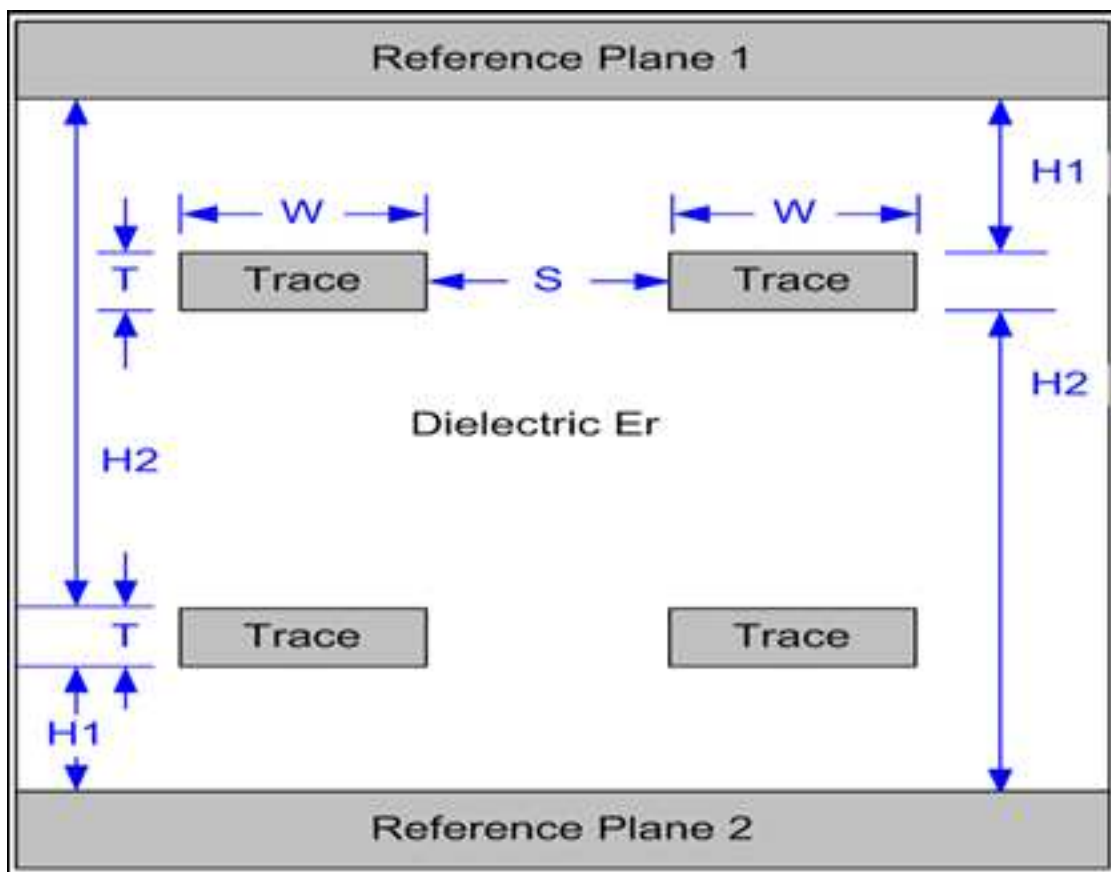 Reference Plane 1
H1
W W
T Trace S Trace
H2
Dielectric Er
H2
T Trace Trace
H1
Reference Plane 2